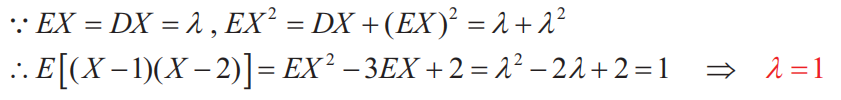 ∵ EX = DX = λ , EX² = DX + (EX)² = λ + λ²
∴ E[(X − 1)(X − 2)] = EX² − 3EX + 2 = λ² − 2λ + 2 = 1 ⇒ λ = 1